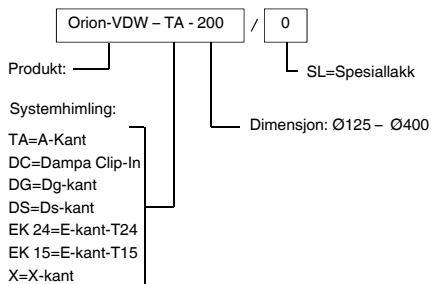 Orion-VDW – TA - 200 / 0
Produkt:
SL=Spesiallakk
Systemhimling:
Dimensjon: Ø125 – Ø400
TA=A-Kant
DC=Dampa Clip-In
DG=Dg-kant
DS=Ds-kant
EK 24=E-kant-T24
EK 15=E-kant-T15
X=X-kant